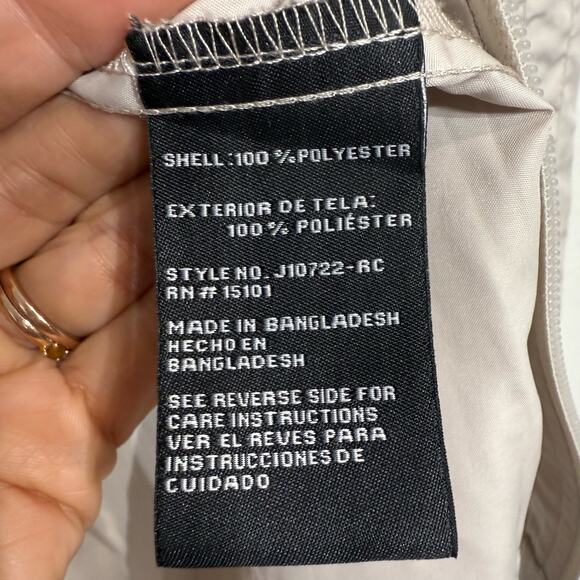 SHELL:100 %POLYESTER
EXTERIOR DE TELA:
100 % POLIÉSTER
STYLE NO. J10722-RC
RN # 15101
MADE IN BANGLADESH
HECHO EN
BANGLADESH
SEE REVERSE SIDE FOR
CARE INSTRUCTIONS
VER EL REVES PARA
INSTRUCCIONES DE
CUIDADO